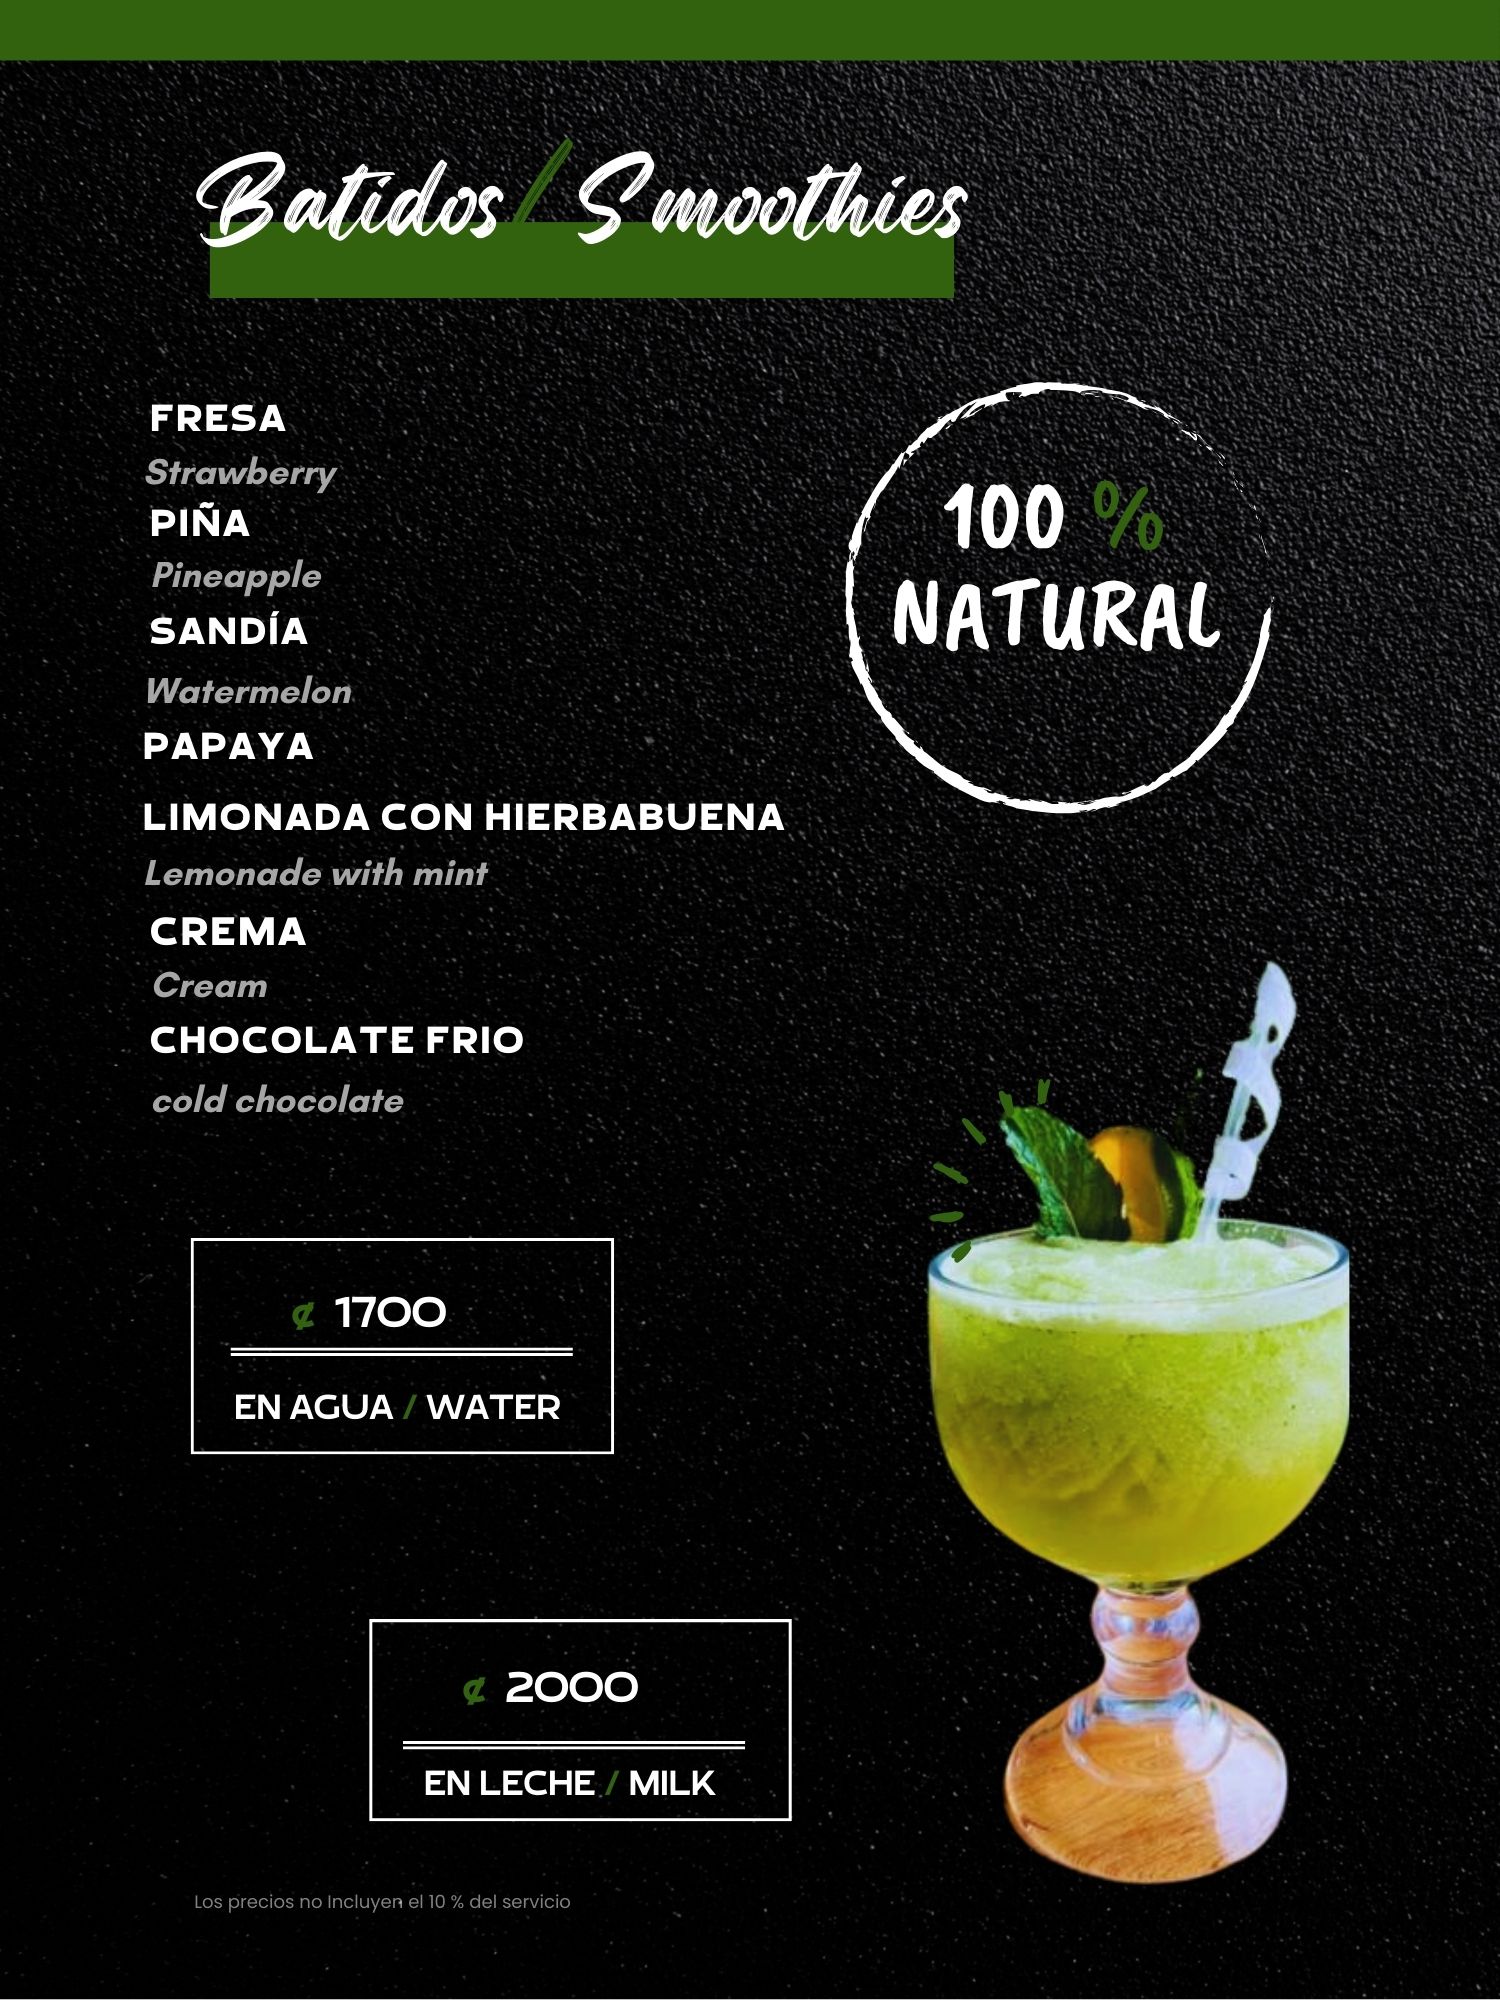 Batidos/Smoothies
FRESA
Strawberry
PIÑA
Pineapple
SANDÍA
Watermelon
PAPAYA
LIMONADA CON HIERBABUENA
Lemonade with mint
CREMA
Cream
CHOCOLATE FRIO
cold chocolate
100 %
NATURAL
₡ 1700
EN AGUA / WATER
₡ 2000
EN LECHE / MILK
Los precios no Incluyen el 10 % del servicio